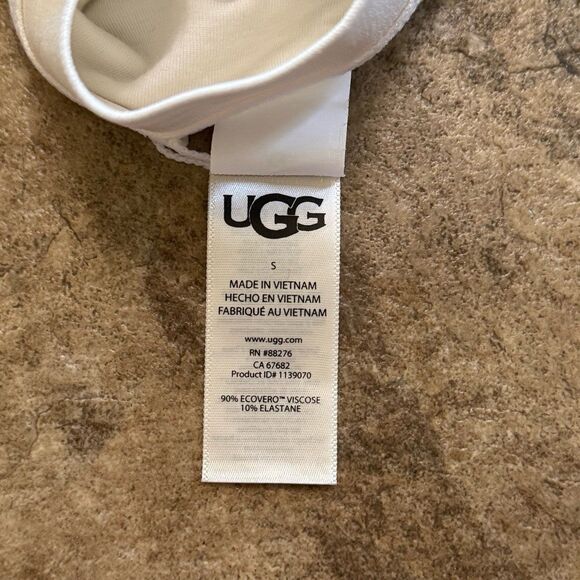 UGG
S
MADE IN VIETNAM
HECHO EN VIETNAM
FABRIQUÉ AU VIETNAM
www.ugg.com
RN #88276
CA 67682
Product ID# 1139070
90% ECOVERO™ VISCOSE
10% ELASTANE